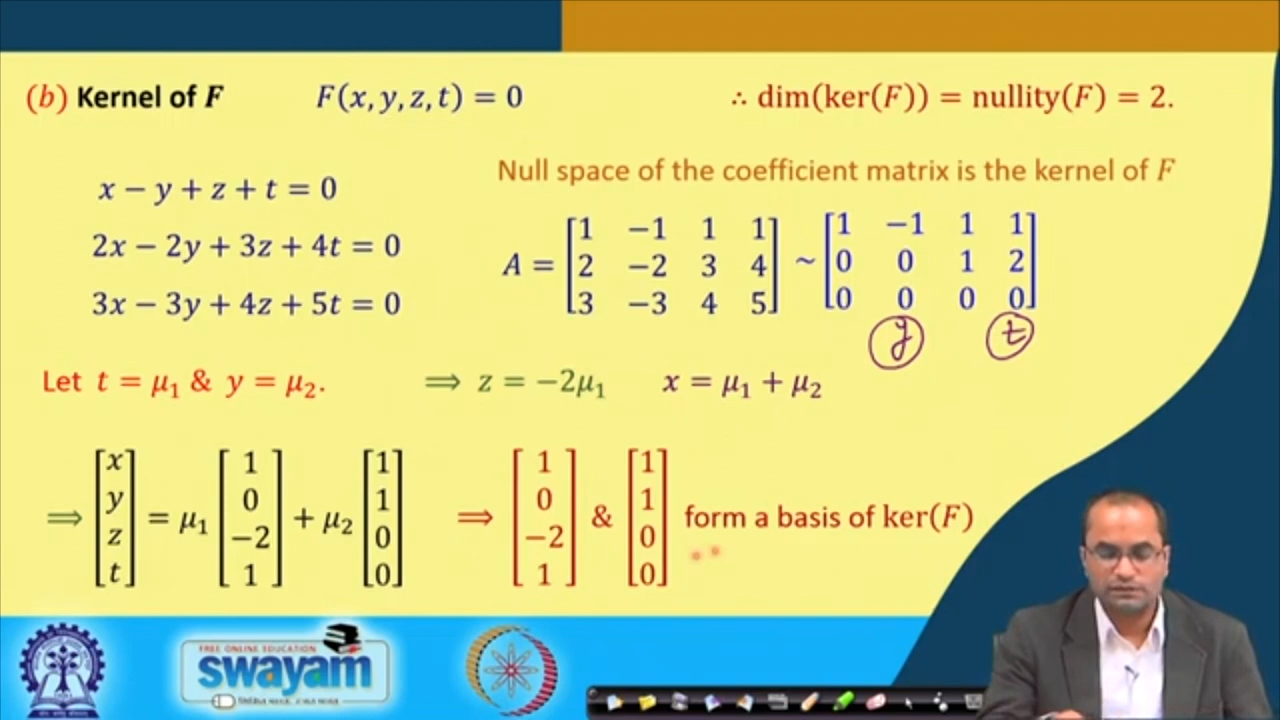 (b) Kernel of F F(x, y, z, t) = 0 ∴ dim(ker(F)) = nullity(F) = 2.
Null space of the coefficient matrix is the kernel of F
x − y + z + t = 0
2x − 2y + 3z + 4t = 0
3x − 3y + 4z + 5t = 0
A = [1 −1 1 1
2 −2 3 4
3 −3 4 5] ~ [1 −1 1 1
0 0 1 2
0 0 0 0]
y t
Let t = μ₁ & y = μ₂. ⟹ z = −2μ₁ x = μ₁ + μ₂
⟹ [x y z t] = μ₁ [1 0 −2 1] + μ₂ [1 1 0 0] ⟹ [1 0 −2 1] & [1 1 0 0] form a basis of ker(F)
FREE ONLINE EDUCATION
swayam